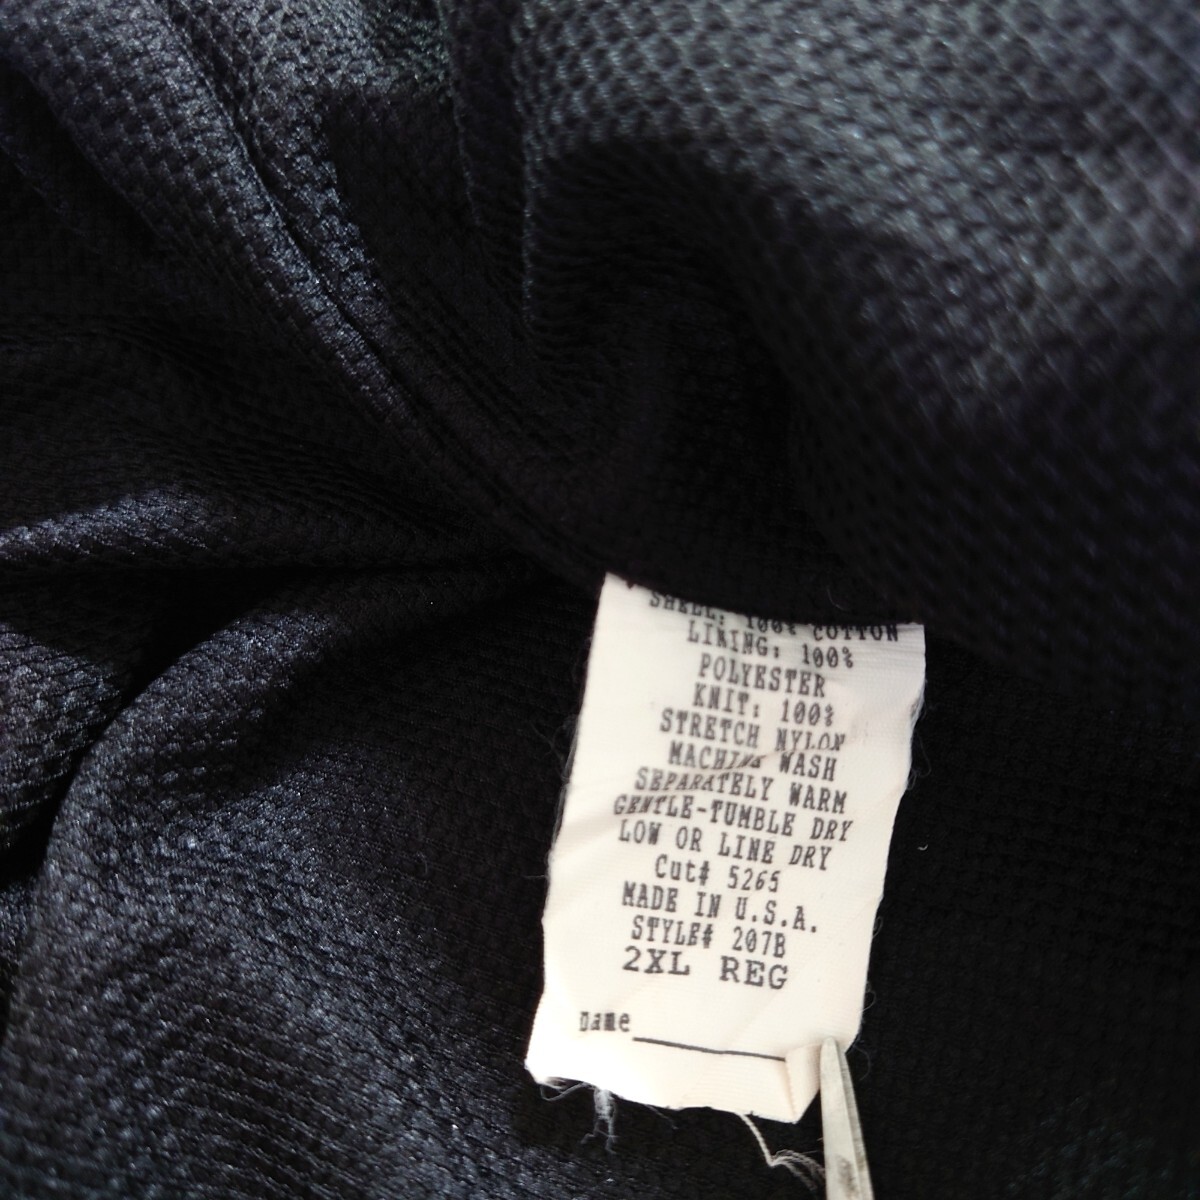 SHELL: 100% COTTON
LINING: 100%
POLYESTER
KNIT: 100%
STRETCH NYLON
MACHINE WASH
SEPARATELY WARM
GENTLE-TUMBLE DRY
LOW OR LINE DRY
Cut# 5265
MADE IN U.S.A.
STYLE# 207B
2XL REG
name